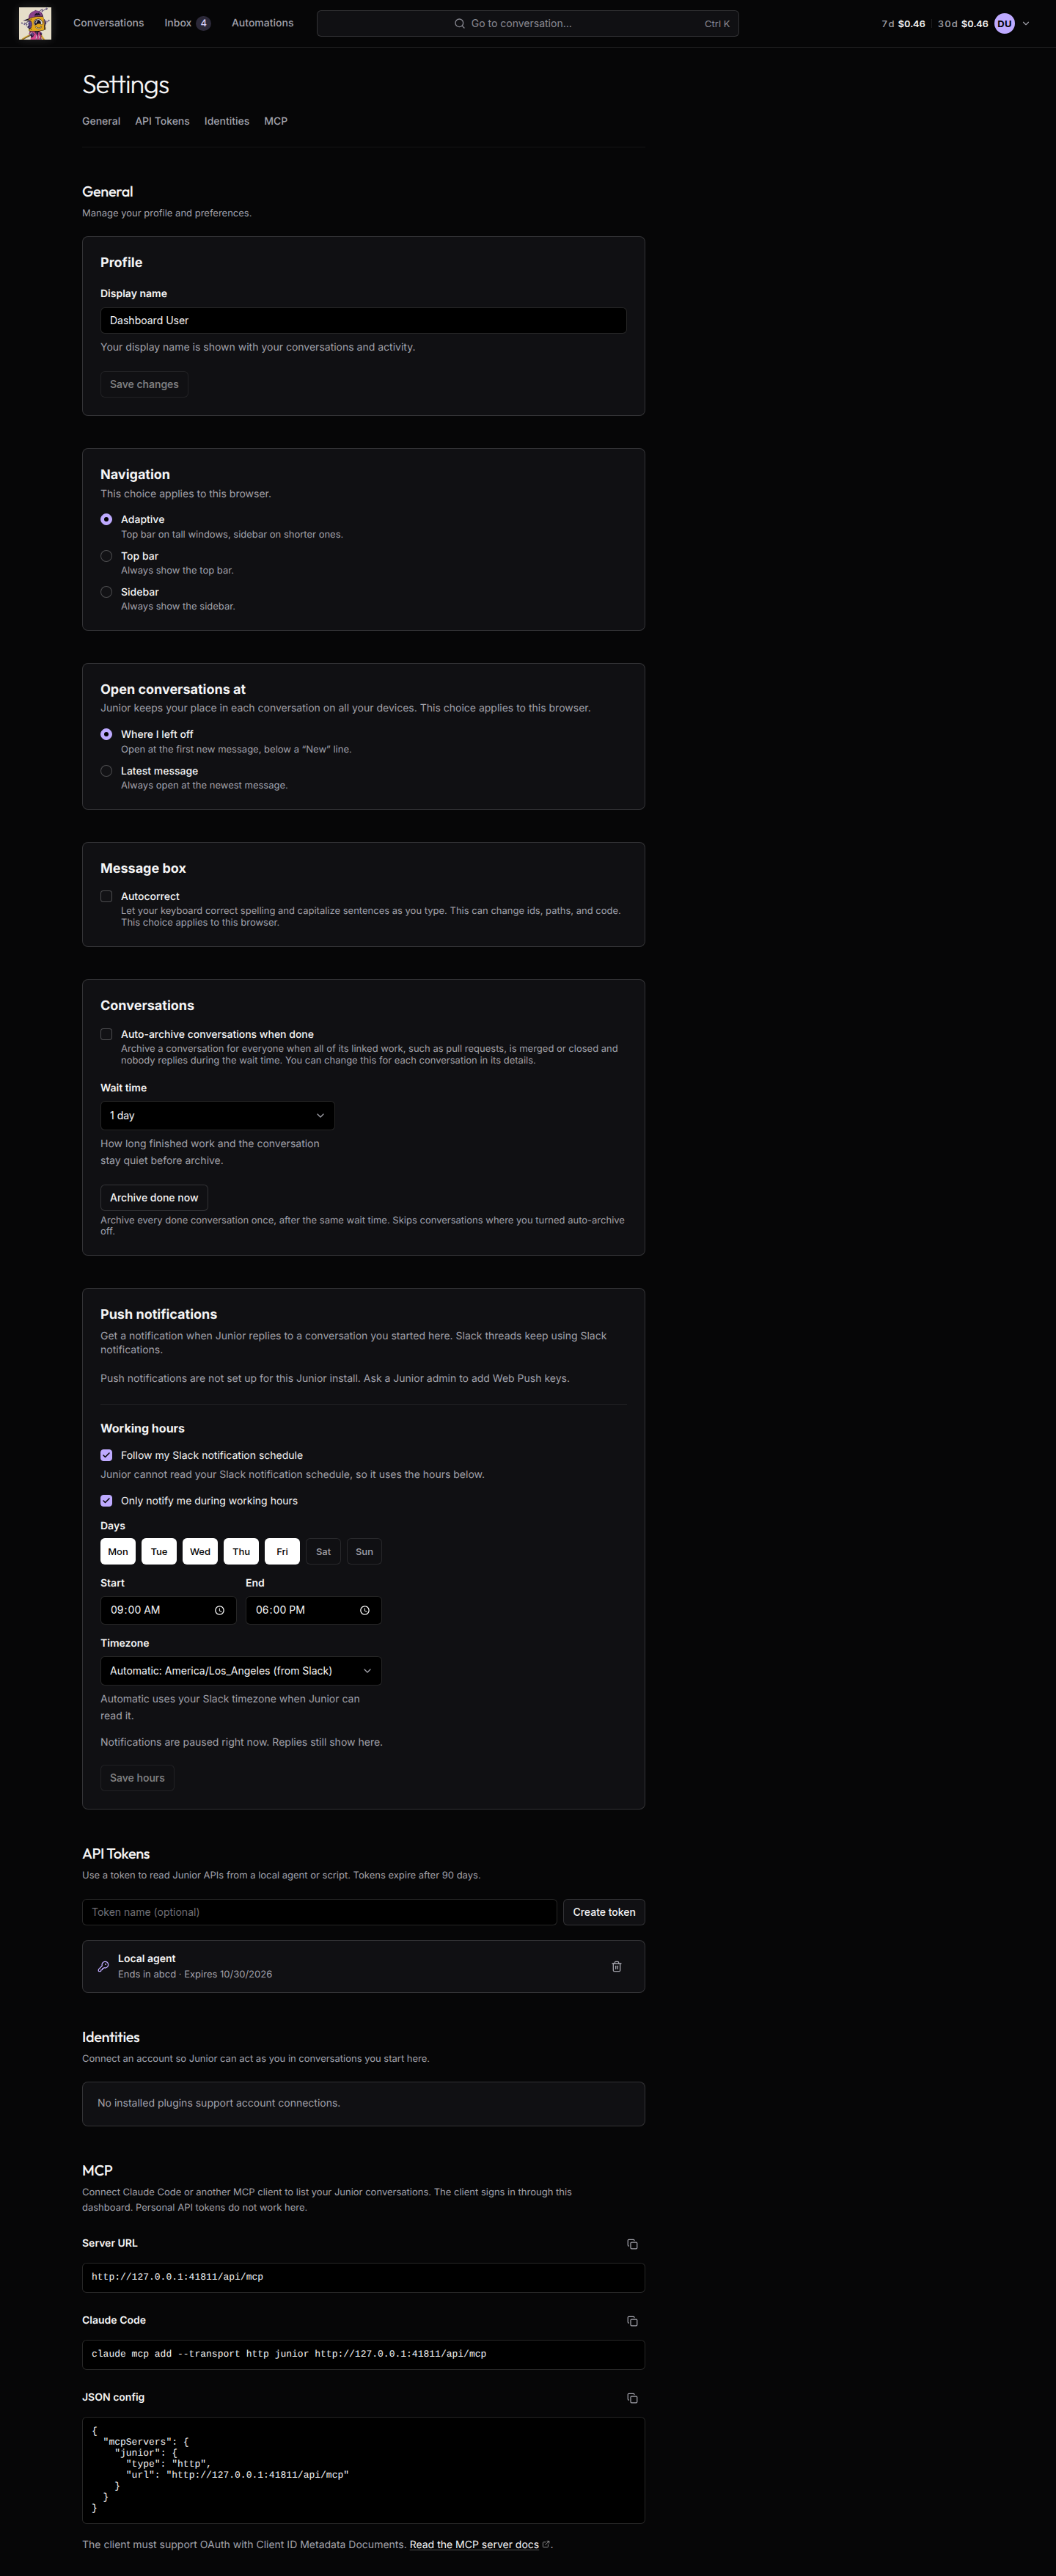 Conversations Inbox 4 Automations Go to conversation... Ctrl K 7d $0.46 30d $0.46 DU
Settings
General API Tokens Identities MCP
General
Manage your profile and preferences.
Profile
Display name
Dashboard User
Your display name is shown with your conversations and activity.
Save changes
Navigation
This choice applies to this browser.
Adaptive
Top bar on tall windows, sidebar on shorter ones.
Top bar
Always show the top bar.
Sidebar
Always show the sidebar.
Open conversations at
Junior keeps your place in each conversation on all your devices. This choice applies to this browser.
Where I left off
Open at the first new message, below a “New” line.
Latest message
Always open at the newest message.
Message box
Autocorrect
Let your keyboard correct spelling and capitalize sentences as you type. This can change ids, paths, and code.
This choice applies to this browser.
Conversations
Auto-archive conversations when done
Archive a conversation for everyone when all of its linked work, such as pull requests, is merged or closed and
nobody replies during the wait time. You can change this for each conversation in its details.
Wait time
1 day
How long finished work and the conversation
stay quiet before archive.
Archive done now
Archive every done conversation once, after the same wait time. Skips conversations where you turned auto-archive
off.
Push notifications
Get a notification when Junior replies to a conversation you started here. Slack threads keep using Slack
notifications.
Push notifications are not set up for this Junior install. Ask a Junior admin to add Web Push keys.
Working hours
Follow my Slack notification schedule
Junior cannot read your Slack notification schedule, so it uses the hours below.
Only notify me during working hours
Days
Mon Tue Wed Thu Fri Sat Sun
Start End
09:00 AM 06:00 PM
Timezone
Automatic: America/Los_Angeles (from Slack)
Automatic uses your Slack timezone when Junior can
read it.
Notifications are paused right now. Replies still show here.
Save hours
API Tokens
Use a token to read Junior APIs from a local agent or script. Tokens expire after 90 days.
Token name (optional) Create token
Local agent
Ends in abcd · Expires 10/30/2026
Identities
Connect an account so Junior can act as you in conversations you start here.
No installed plugins support account connections.
MCP
Connect Claude Code or another MCP client to list your Junior conversations. The client signs in through this
dashboard. Personal API tokens do not work here.
Server URL
http://127.0.0.1:41811/api/mcp
Claude Code
claude mcp add --transport http junior http://127.0.0.1:41811/api/mcp
JSON config
{
  "mcpServers": {
    "junior": {
      "type": "http",
      "url": "http://127.0.0.1:41811/api/mcp"
    }
  }
}
The client must support OAuth with Client ID Metadata Documents. Read the MCP server docs.